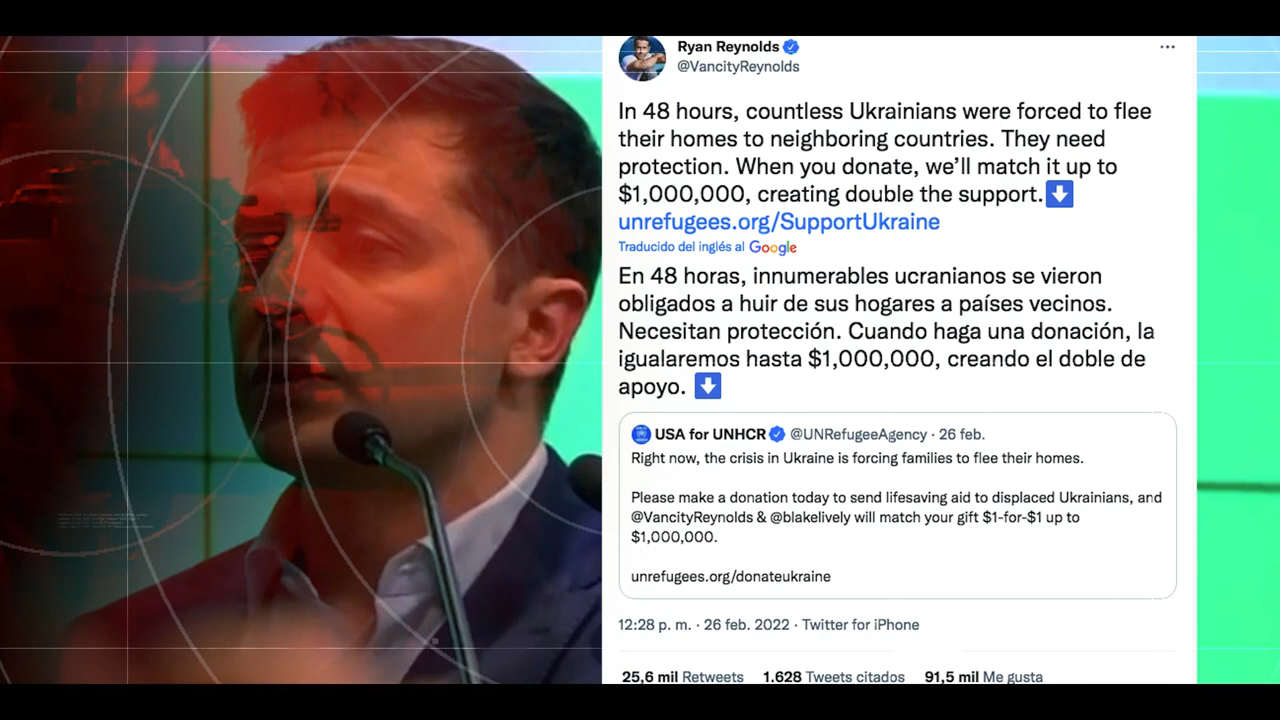 Ryan Reynolds
@VancityReynolds
In 48 hours, countless Ukrainians were forced to flee
their homes to neighboring countries. They need
protection. When you donate, we’ll match it up to
$1,000,000, creating double the support.⬇️
unrefugees.org/SupportUkraine
Traducido del inglés al Google
En 48 horas, innumerables ucranianos se vieron
obligados a huir de sus hogares a países vecinos.
Necesitan protección. Cuando haga una donación, la
igualaremos hasta $1,000,000, creando el doble de
apoyo. ⬇️
USA for UNHCR @UNRefugeeAgency · 26 feb.
Right now, the crisis in Ukraine is forcing families to flee their homes.
Please make a donation today to send lifesaving aid to displaced Ukrainians, and
@VancityReynolds & @blakelively will match your gift $1-for-$1 up to
$1,000,000.
unrefugees.org/donateukraine
12:28 p. m. · 26 feb. 2022 · Twitter for iPhone
25,6 mil Retweets 1.628 Tweets citados 91,5 mil Me gusta